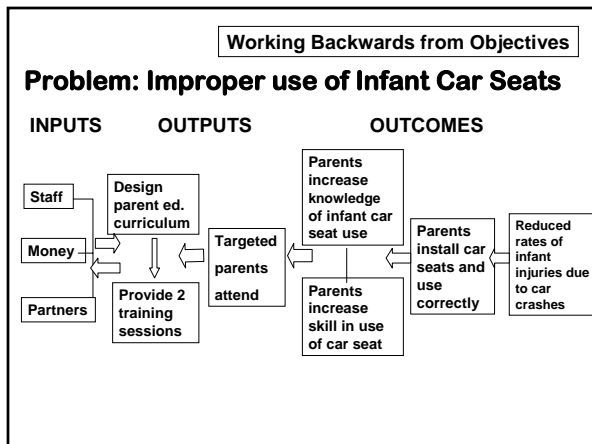 Working Backwards from Objectives
Problem: Improper use of Infant Car Seats
INPUTS
OUTPUTS
OUTCOMES
Staff
Money
Partners
Design
parent ed.
curriculum
Provide 2
training
sessions
Targeted
parents
attend
Parents
increase
knowledge
of infant car
seat use
Parents
increase
skill in use
of car seat
Parents
install car
seats and
use
correctly
Reduced
rates of
infant
injuries due
to car
crashes